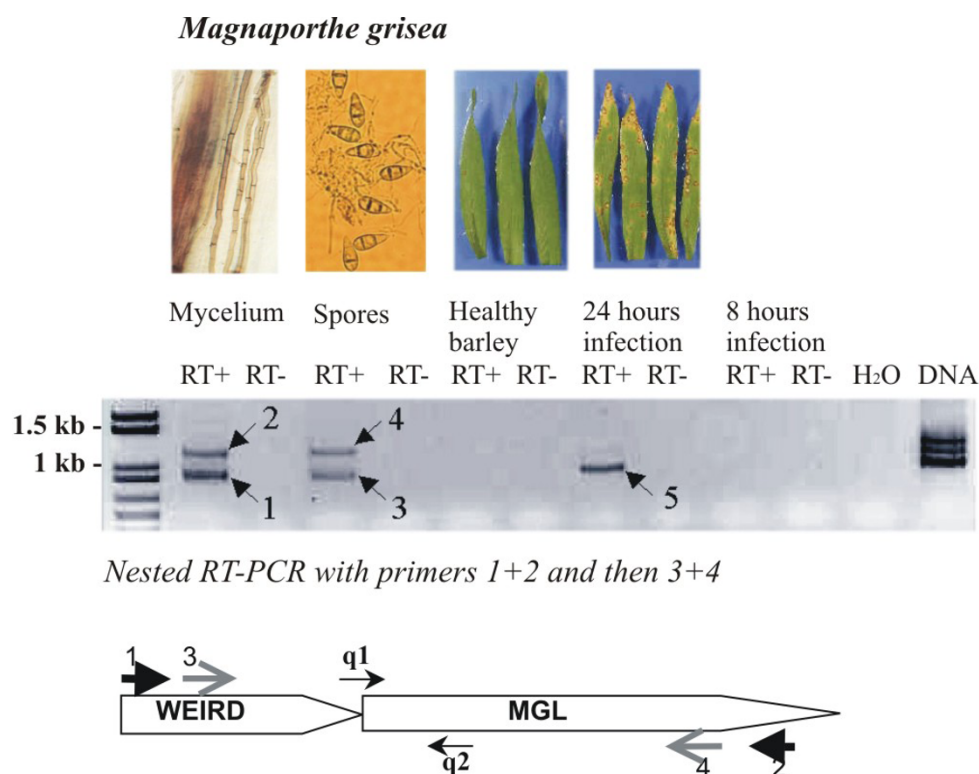 Magnaporthe grisea
Mycelium Spores Healthy barley 24 hours infection 8 hours infection
RT+ RT- RT+ RT- RT+ RT- RT+ RT- RT+ RT- H₂O DNA
1.5 kb -
1 kb -
2
4
1
3
5
Nested RT-PCR with primers 1+2 and then 3+4
1 3 q1
WEIRD MGL
q2 4 2